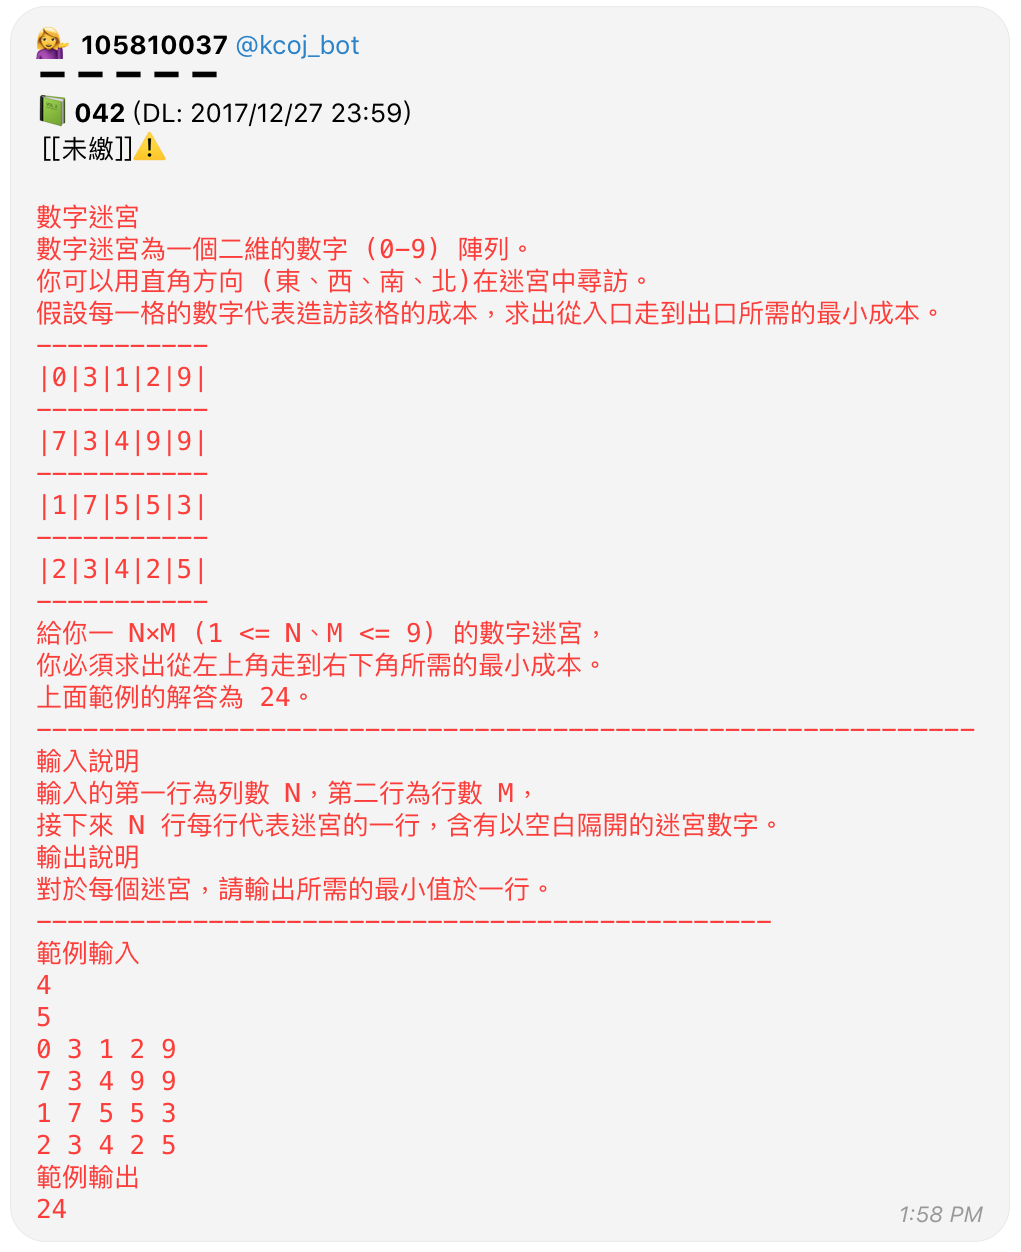 💁‍♀️ 105810037 @kcoj_bot
➖➖➖➖➖
📗 042 (DL: 2017/12/27 23:59)
[[未繳]]⚠️
數字迷宮
數字迷宮為一個二維的數字 (0-9) 陣列。
你可以用直角方向 (東、西、南、北)在迷宮中尋訪。
假設每一格的數字代表造訪該格的成本，求出從入口走到出口所需的最小成本。
-----------
|0|3|1|2|9|
-----------
|7|3|4|9|9|
-----------
|1|7|5|5|3|
-----------
|2|3|4|2|5|
-----------
給你一 N×M (1 <= N、M <= 9) 的數字迷宮，
你必須求出從左上角走到右下角所需的最小成本。
上面範例的解答為 24。
------------------------------------------------------------
輸入說明
輸入的第一行為列數 N，第二行為行數 M，
接下來 N 行每行代表迷宮的一行，含有以空白隔開的迷宮數字。
輸出說明
對於每個迷宮，請輸出所需的最小值於一行。
-----------------------------------------------
範例輸入
4
5
0 3 1 2 9
7 3 4 9 9
1 7 5 5 3
2 3 4 2 5
範例輸出
24
1:58 PM